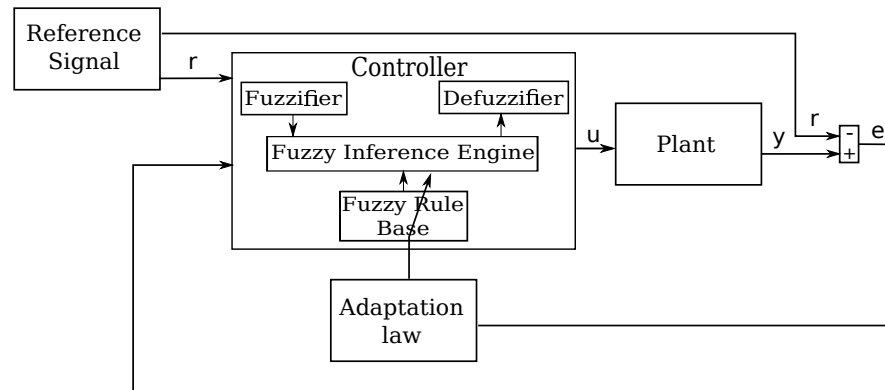 Reference
Signal
r
Controller
Fuzzifier
Defuzzifier
Fuzzy Inference Engine
Fuzzy Rule
Base
u
Plant
y
r
-
+
e
Adaptation
law